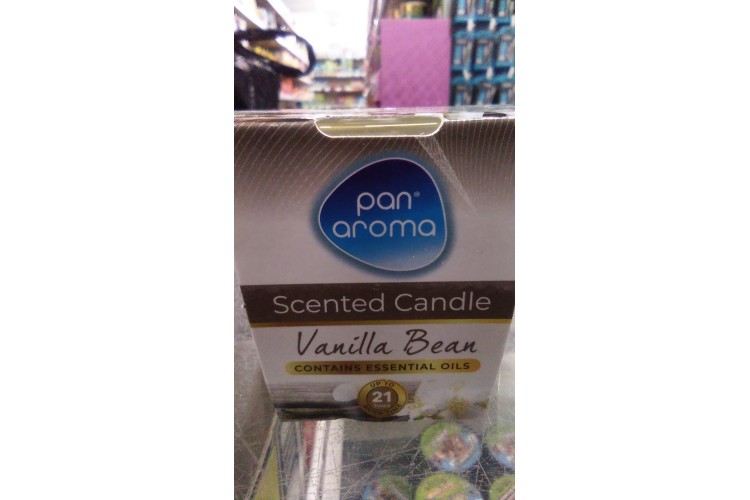 pan®
aroma
Scented Candle
Vanilla Bean
CONTAINS ESSENTIAL OILS
UP TO
21